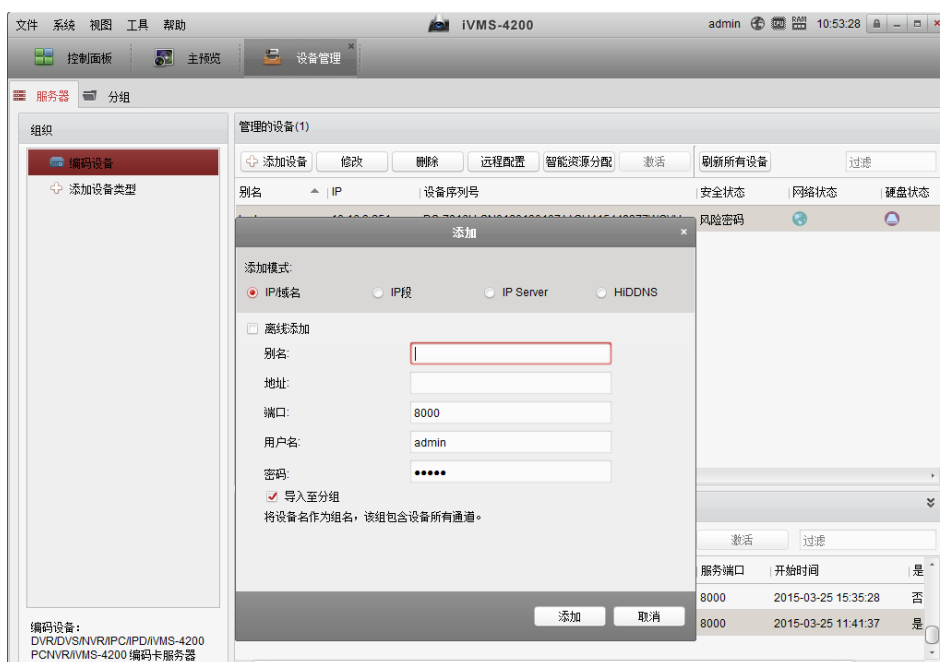 文件 系统 视图 工具 帮助 iVMS-4200 admin 10:53:28
控制面板 主预览 设备管理
服务器 分组
组织 管理的设备(1)
编码设备 添加设备 修改 删除 远程配置 智能资源分配 激活 刷新所有设备 过滤
添加设备类型 别名 IP 设备序列号 安全状态 网络状态 硬盘状态
风险密码
添加
添加模式:
IP/域名 IP段 IP Server HiDDNS
离线添加
别名:
地址:
端口: 8000
用户名: admin
密码: •••••
导入至分组
将设备名作为组名，该组包含设备所有通道。
激活 过滤
服务端口 开始时间 是
8000 2015-03-25 15:35:28 否
8000 2015-03-25 11:41:37 是
添加 取消
编码设备：
DVR/DVS/NVR/IPC/IPD/iVMS-4200
PCNVR/iVMS-4200 编码卡服务器